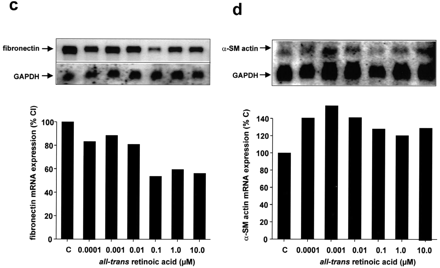 c
fibronectin
GAPDH
fibronectin mRNA expression (% Cl)
100
80
60
40
20
0
C 0.0001 0.001 0.01 0.1 1.0 10.0
all-trans retinoic acid (µM)
d
α-SM actin
GAPDH
α-SM actin mRNA expression (% C)
140
120
100
80
60
40
20
0
C 0.0001 0.001 0.01 0.1 1.0 10.0
all-trans retinoic acid (µM)